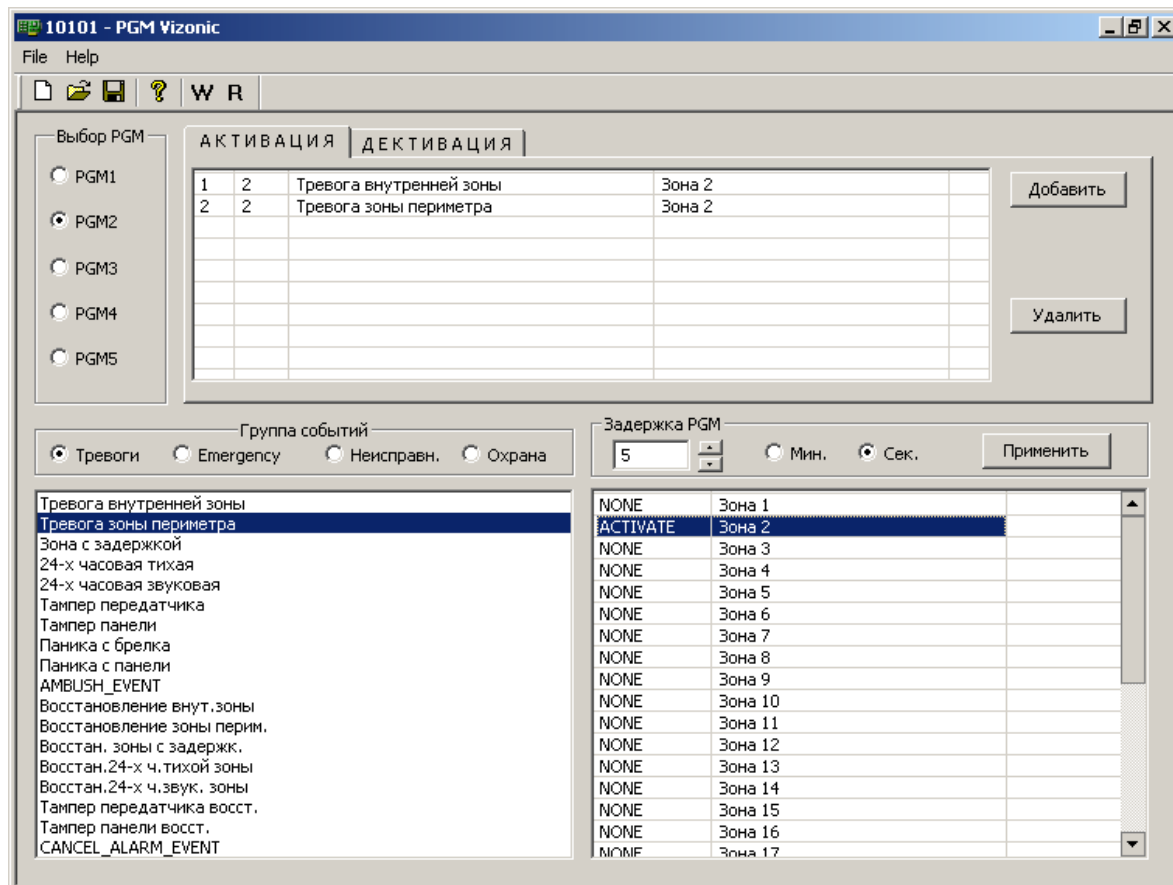 10101 - PGM Vizonic
File Help
W R
Выбор PGM
PGM1
PGM2
PGM3
PGM4
PGM5
АКТИВАЦИЯ ДЕКТИВАЦИЯ
1 2 Тревога внутренней зоны Зона 2
2 2 Тревога зоны периметра Зона 2
Добавить
Удалить
Группа событий
Тревоги Emergency Неисправн. Охрана
Задержка PGM
5 Мин. Сек. Применить
Тревога внутренней зоны
Тревога зоны периметра
Зона с задержкой
24-х часовая тихая
24-х часовая звуковая
Тампер передатчика
Тампер панели
Паника с брелка
Паника с панели
AMBUSH_EVENT
Восстановление внут.зоны
Восстановление зоны перим.
Восстан. зоны с задержк.
Восстан.24-х ч.тихой зоны
Восстан.24-х ч.звук. зоны
Тампер передатчика восст.
Тампер панели восст.
CANCEL_ALARM_EVENT
NONE Зона 1
ACTIVATE Зона 2
NONE Зона 3
NONE Зона 4
NONE Зона 5
NONE Зона 6
NONE Зона 7
NONE Зона 8
NONE Зона 9
NONE Зона 10
NONE Зона 11
NONE Зона 12
NONE Зона 13
NONE Зона 14
NONE Зона 15
NONE Зона 16
NONE Зона 17